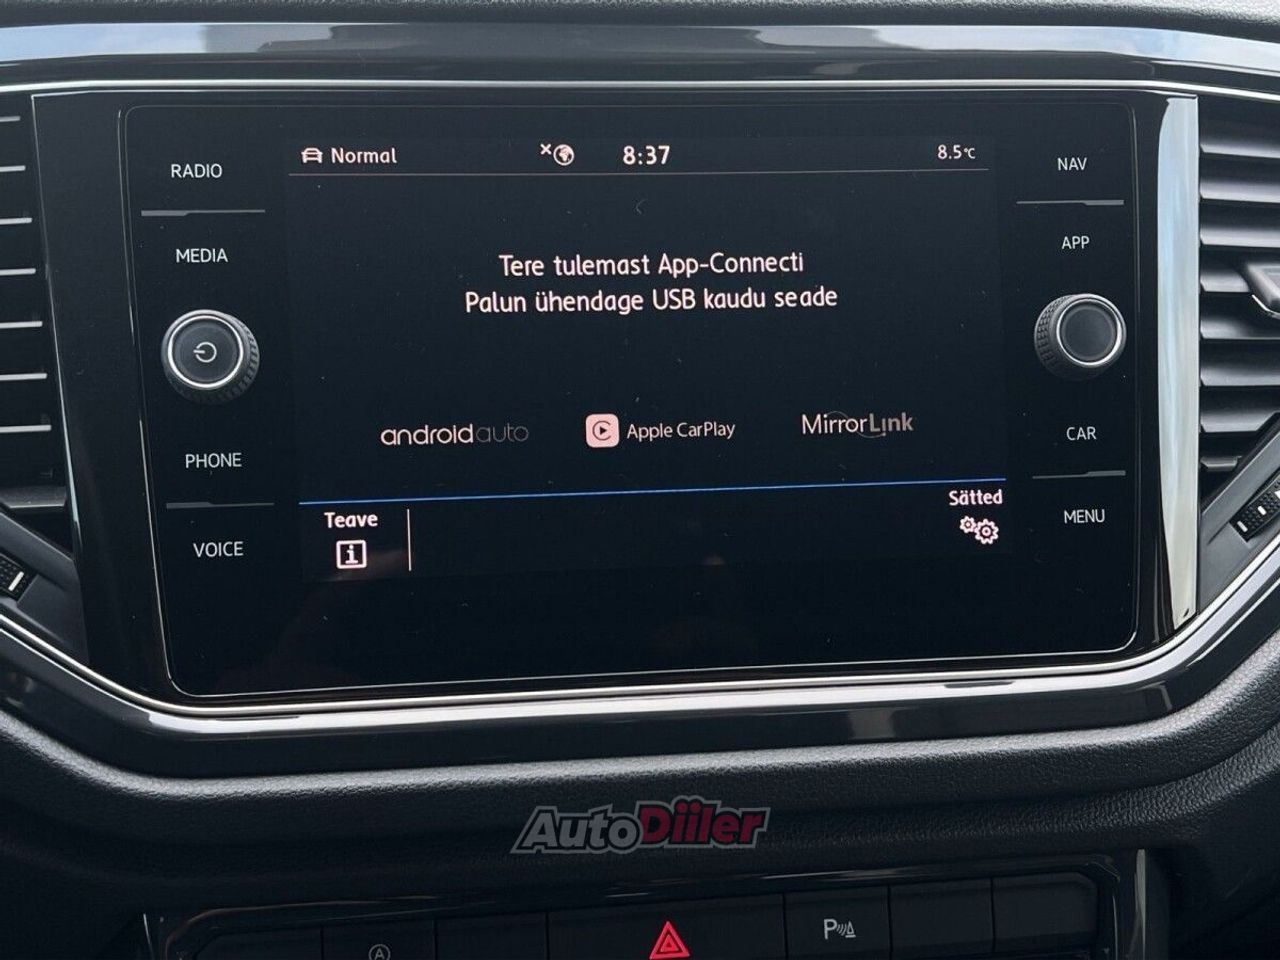 Normal
8:37
8.5°C
RADIO
MEDIA
PHONE
VOICE
NAV
APP
CAR
MENU
Tere tulemast App-Connecti
Palun ühendage USB kaudu seade
androidauto
Apple CarPlay
MirrorLink
Teave
i
Sätted
AutoDiiler
A
P